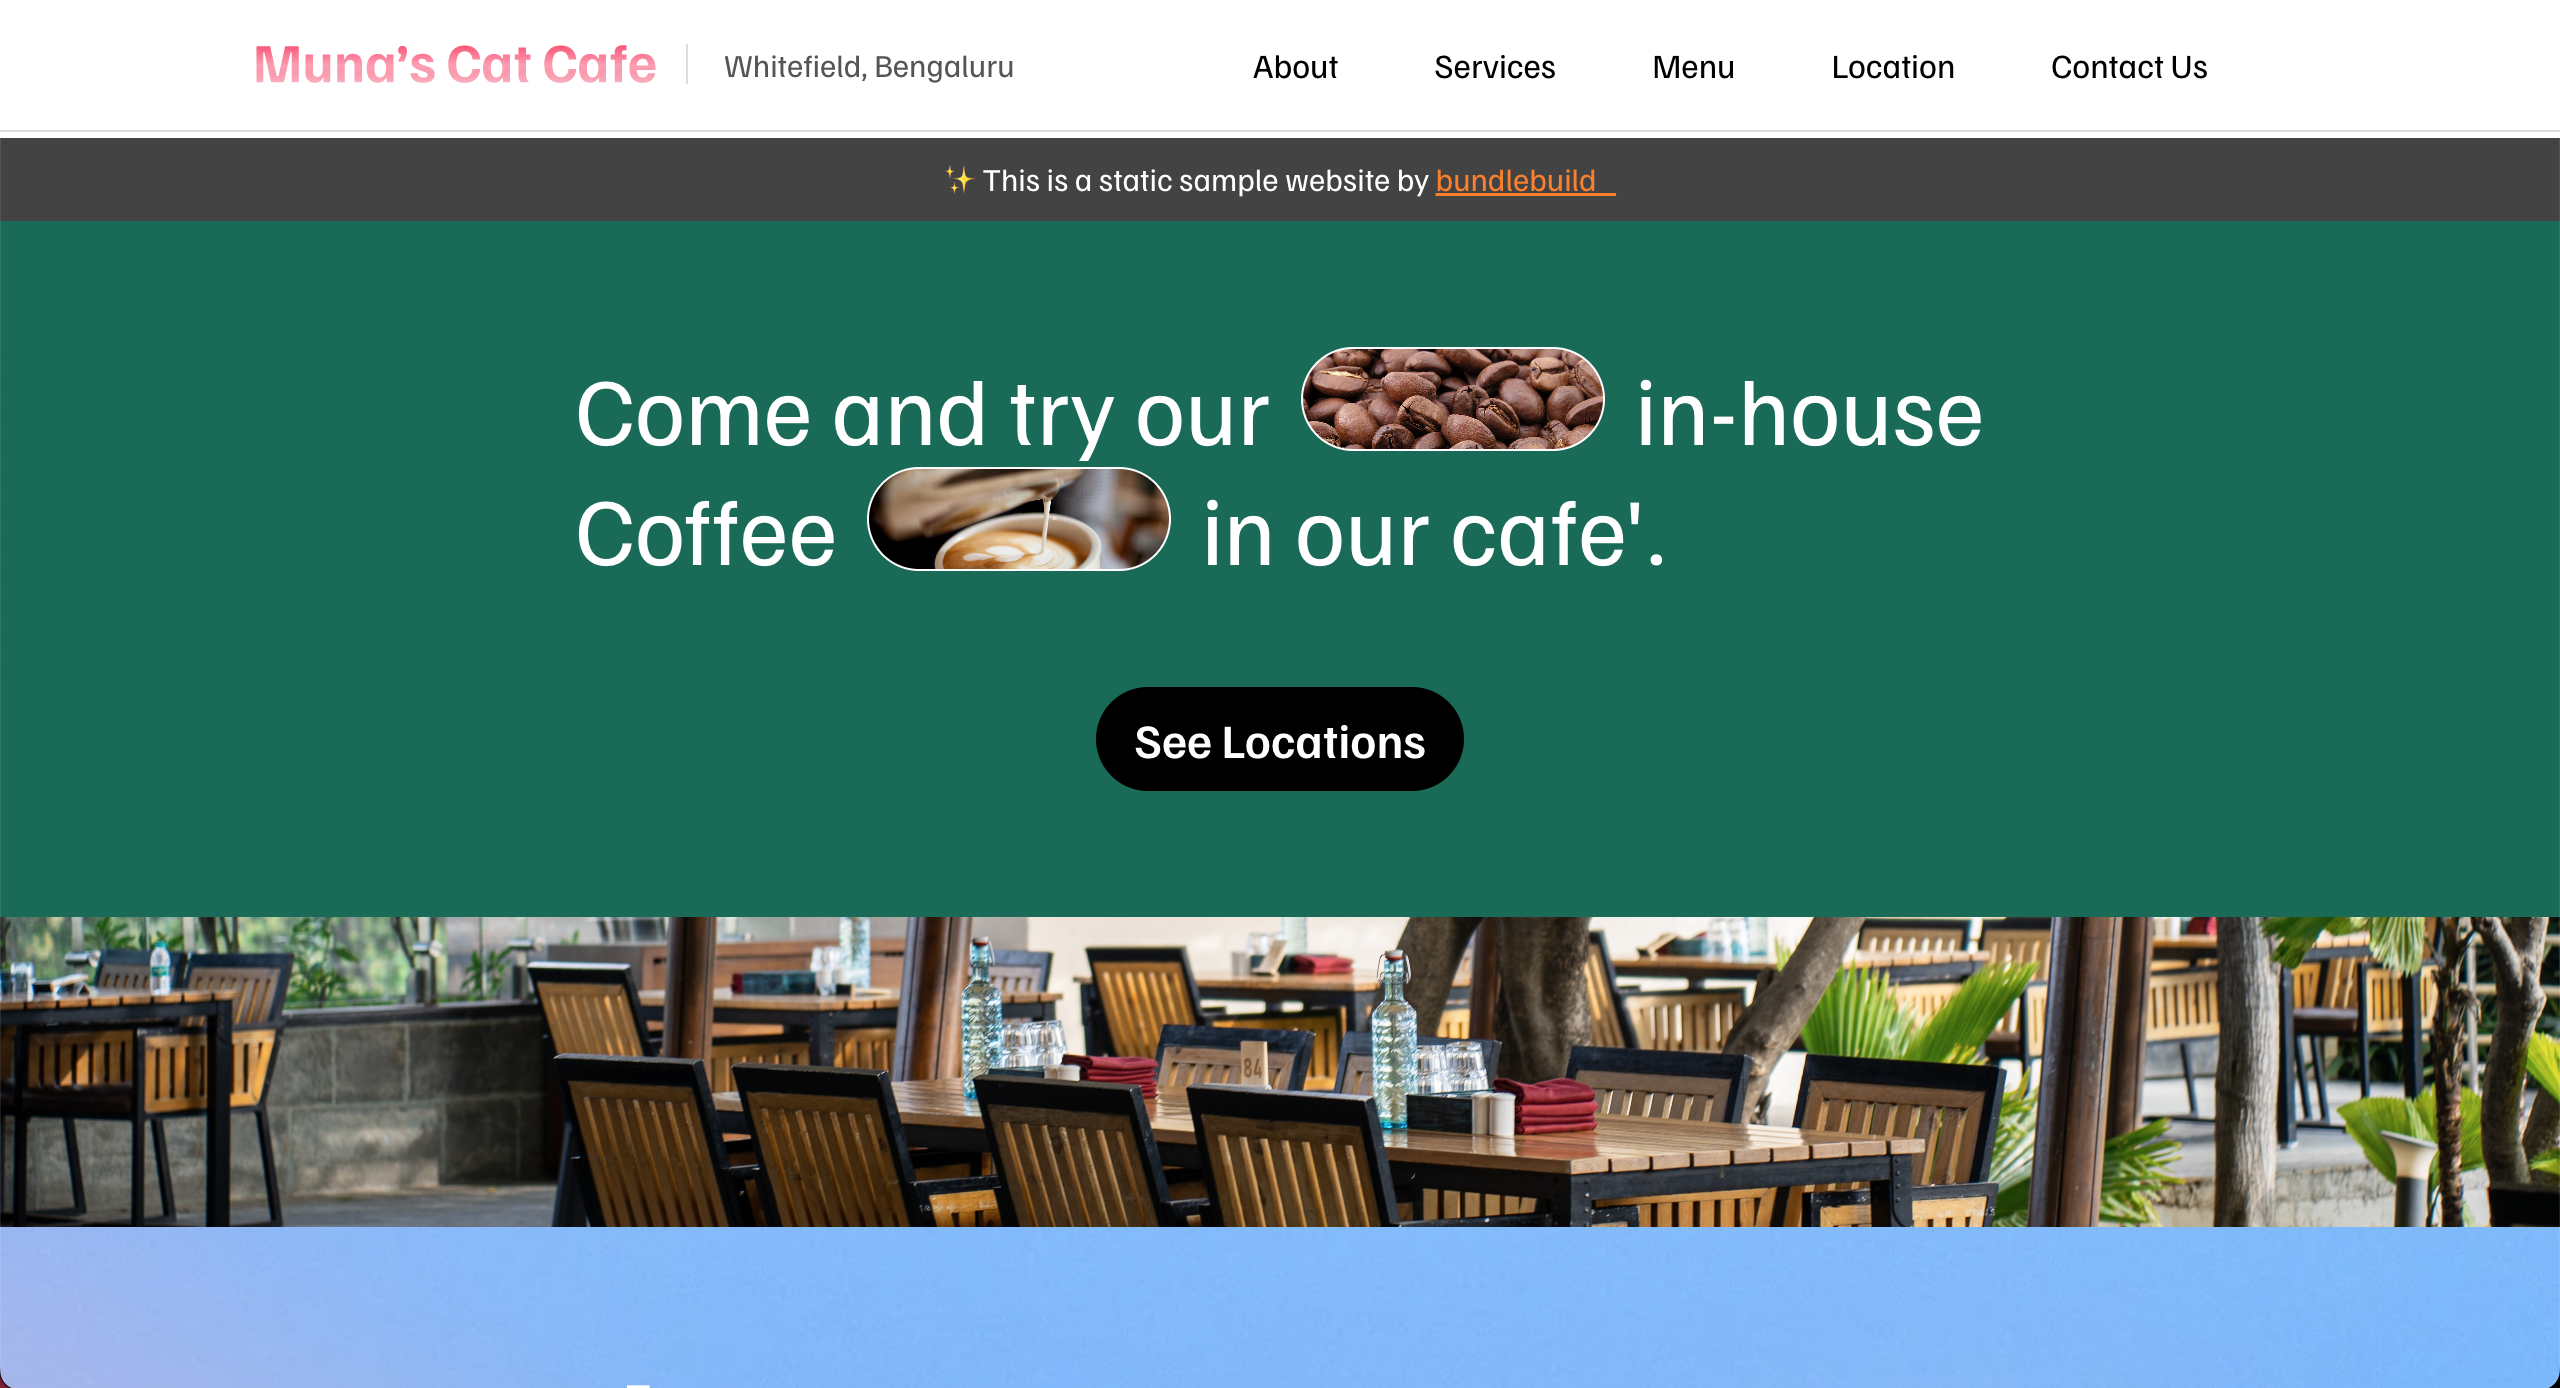 Muna’s Cat Cafe
Whitefield, Bengaluru
About
Services
Menu
Location
Contact Us
✨ This is a static sample website by bundlebuild
Come and try our in-house
Coffee in our cafe'.
See Locations
84